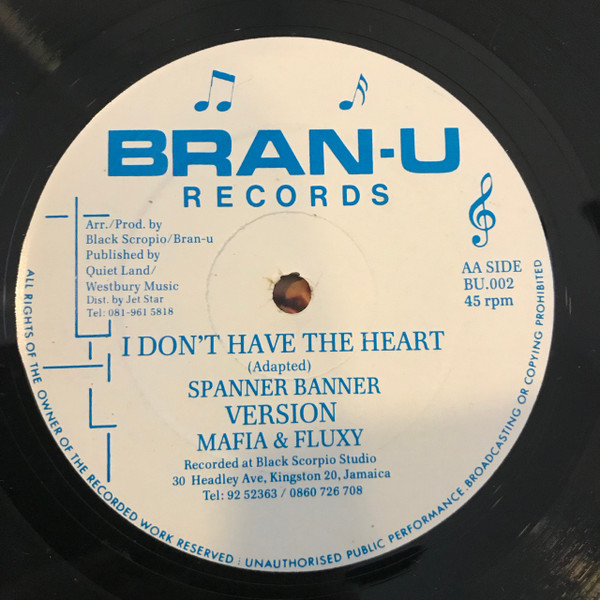 BRAN-U
RECORDS
Arr./Prod. by
Black Scropio/Bran-u
Published by
Quiet Land/
Westbury Music
Dist. by Jet Star
Tel: 081-961 5818
AA SIDE
BU.002
45 rpm
I DON'T HAVE THE HEART
(Adapted)
SPANNER BANNER
VERSION
MAFIA & FLUXY
Recorded at Black Scorpio Studio
30 Headley Ave, Kingston 20, Jamaica
Tel: 92 52363 / 0860 726 708
ALL RIGHTS OF THE OWNER OF THE RECORDED WORK RESERVED : UNAUTHORISED PUBLIC PERFORMANCE. BROADCASTING OR COPYING PROHIBITED